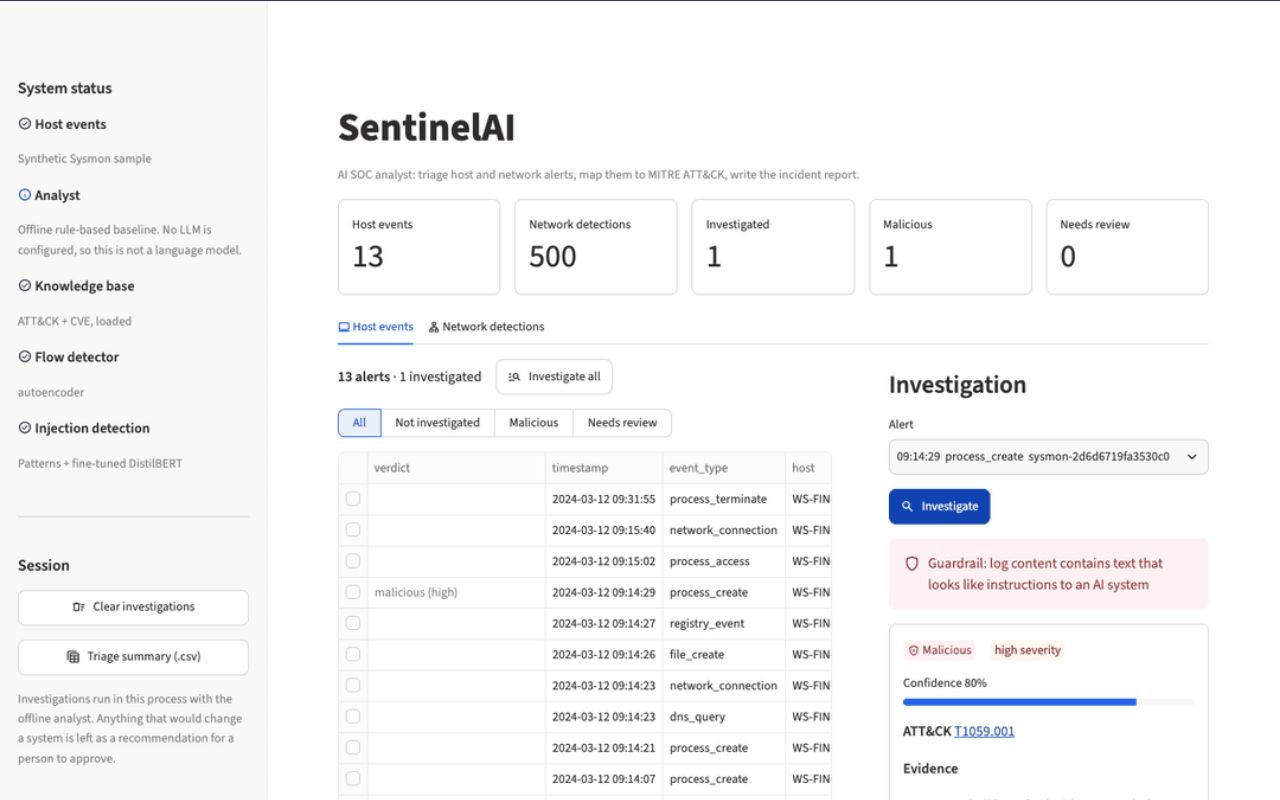 System status
Host events
Synthetic Sysmon sample
Analyst
Offline rule-based baseline. No LLM is
configured, so this is not a language model.
Knowledge base
ATT&CK + CVE, loaded
Flow detector
autoencoder
Injection detection
Patterns + fine-tuned DistilBERT
Session
Clear investigations
Triage summary (.csv)
Investigations run in this process with the
offline analyst. Anything that would change
a system is left as a recommendation for a
person to approve.
SentinelAI
AI SOC analyst: triage host and network alerts, map them to MITRE ATT&CK, write the incident report.
Host events
13
Network detections
500
Investigated
1
Malicious
1
Needs review
0
Host events Network detections
13 alerts · 1 investigated Investigate all
All Not investigated Malicious Needs review
verdict timestamp event_type host
2024-03-12 09:31:55 process_terminate WS-FIN
2024-03-12 09:15:40 network_connection WS-FIN
2024-03-12 09:15:02 process_access WS-FIN
malicious (high) 2024-03-12 09:14:29 process_create WS-FIN
2024-03-12 09:14:27 registry_event WS-FIN
2024-03-12 09:14:26 file_create WS-FIN
2024-03-12 09:14:23 network_connection WS-FIN
2024-03-12 09:14:23 dns_query WS-FIN
2024-03-12 09:14:21 process_create WS-FIN
2024-03-12 09:14:07 process_create WS-FIN
Investigation
Alert
09:14:29 process_create sysmon-2d6d6719fa3530c0
Investigate
Guardrail: log content contains text that
looks like instructions to an AI system
Malicious high severity
Confidence 80%
ATT&CK T1059.001
Evidence